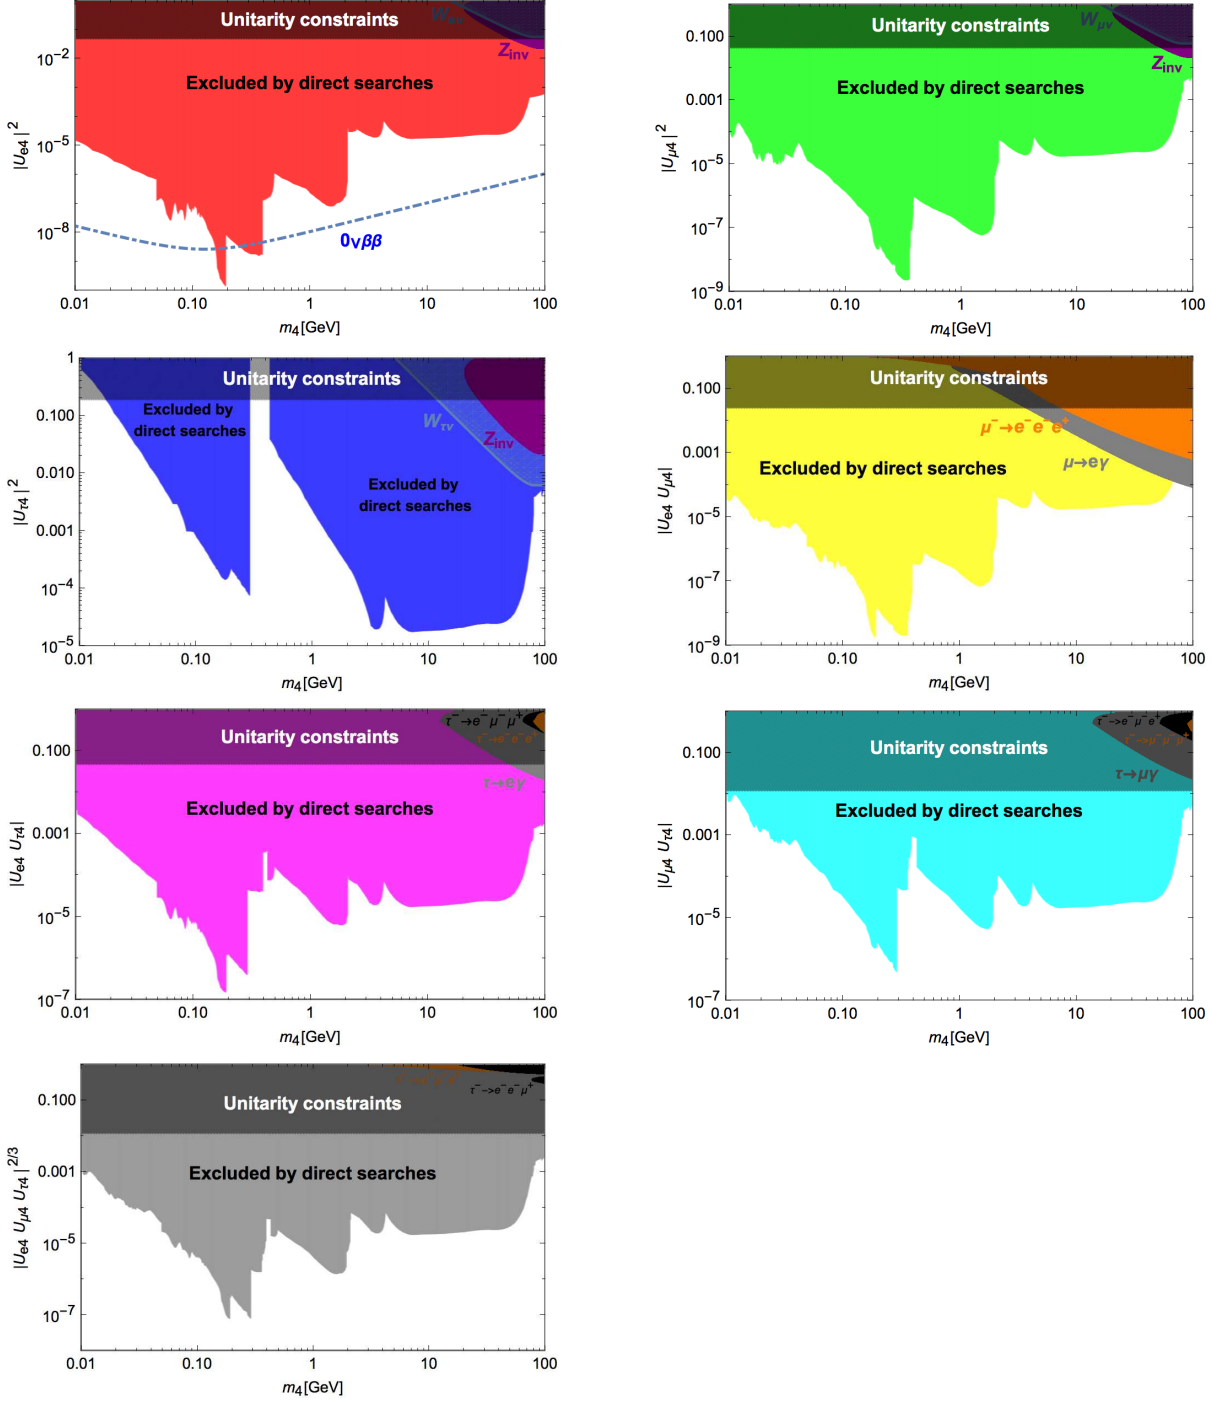 Unitarity constraints
Z_inv
Excluded by direct searches
0νββ
10^-2
10^-5
10^-8
|U_e4|^2
0.01 0.10 1 10 100
m_4[GeV]
Unitarity constraints
W_μν
Z_inv
Excluded by direct searches
0.100
0.001
10^-5
10^-7
10^-9
|U_μ4|^2
0.01 0.10 1 10 100
m_4[GeV]
Unitarity constraints
Excluded by
direct searches
W_τν
Z_inv
Excluded by
direct searches
1
0.100
0.010
0.001
10^-4
10^-5
|U_τ4|^2
0.01 0.10 1 10 100
m_4[GeV]
Unitarity constraints
μ^-→e^-e^-e^+
μ→eγ
Excluded by direct searches
0.100
0.001
10^-5
10^-7
10^-9
|U_e4 U_μ4|
0.01 0.10 1 10 100
m_4[GeV]
τ^-→e^-μ^-μ^+
Unitarity constraints
τ^-→e^-e^-e^+
τ→eγ
Excluded by direct searches
0.100
0.001
10^-5
10^-7
|U_e4 U_τ4|
0.01 0.10 1 10 100
m_4[GeV]
τ^-->e^-μ^-e^+
τ^-->μ^-μ^-μ^+
Unitarity constraints
τ→μγ
Excluded by direct searches
0.100
0.001
10^-5
10^-7
|U_μ4 U_τ4|
0.01 0.10 1 10 100
m_4[GeV]
τ^-->e^-e^-μ^+
Unitarity constraints
Excluded by direct searches
0.100
0.001
10^-5
10^-7
|U_e4 U_μ4 U_τ4|^2/3
0.01 0.10 1 10 100
m_4[GeV]